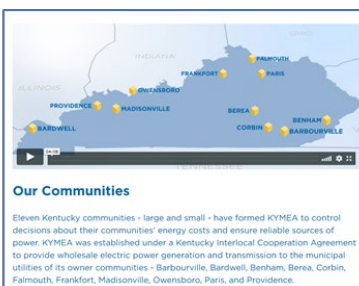 INDIANA
ILLINOIS
FALMOUTH
FRANKFORT
PARIS
OWENSBORO
PROVIDENCE
MADISONVILLE
BEREA
BENHAM
CORBIN
BARBOURVILLE
BARDWELL
TENNESSEE
Our Communities
Eleven Kentucky communities - large and small - have formed KYMEA to control
decisions about their communities' energy costs and ensure reliable sources of
power. KYMEA was established under a Kentucky Interlocal Cooperation Agreement
to provide wholesale electric power generation and transmission to the municipal
utilities of its owner communities - Barbourville, Bardwell, Benham, Berea, Corbin,
Falmouth, Frankfort, Madisonville, Owensboro, Paris, and Providence.